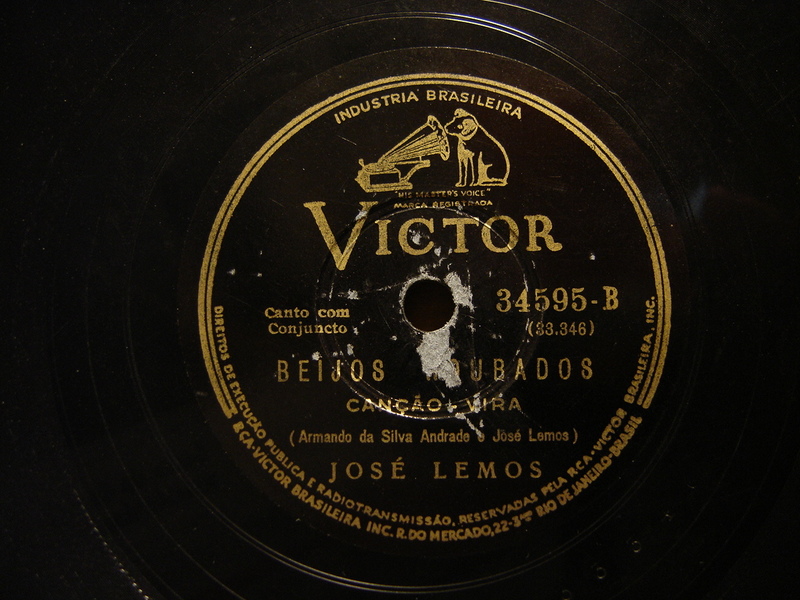 INDUSTRIA BRASILEIRA
"HIS MASTER'S VOICE"
MARCA REGISTRADA
VICTOR
34595-B
(33.346)
Canto com
Conjuncto
BEIJOS
CANÇÃO-VIRA
(Armando da Silva Andrade e José Lemos)
JOSÉ LEMOS
DIREITOS DE EXECUÇÃO PUBLICA E RADIOTRANSMISSÃO, RESERVADAS PELA R.C.A.-VICTOR BRASILEIRA, INC.
RCA-VICTOR BRASILEIRA INC. R. DO MERCADO, 22-3º RIO DE JANEIRO-BRASIL